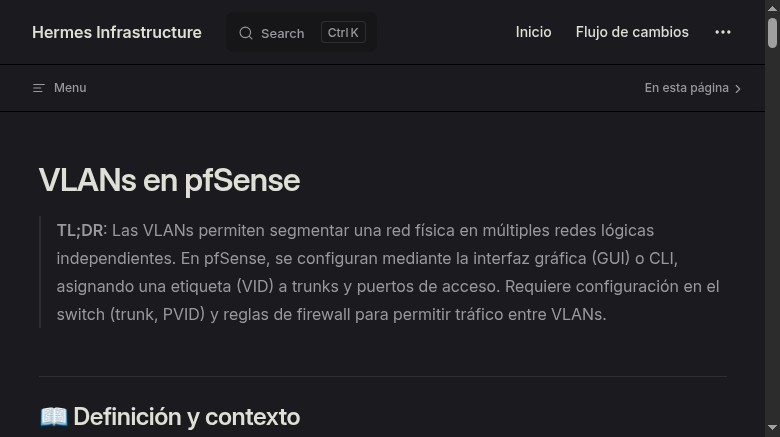 Hermes Infrastructure
Search
Ctrl K
Inicio
Flujo de cambios
Menu
En esta página
VLANs en pfSense
TL;DR: Las VLANs permiten segmentar una red física en múltiples redes lógicas
independientes. En pfSense, se configuran mediante la interfaz gráfica (GUI) o CLI,
asignando una etiqueta (VID) a trunks y puertos de acceso. Requiere configuración en el
switch (trunk, PVID) y reglas de firewall para permitir tráfico entre VLANs.
📖 Definición y contexto